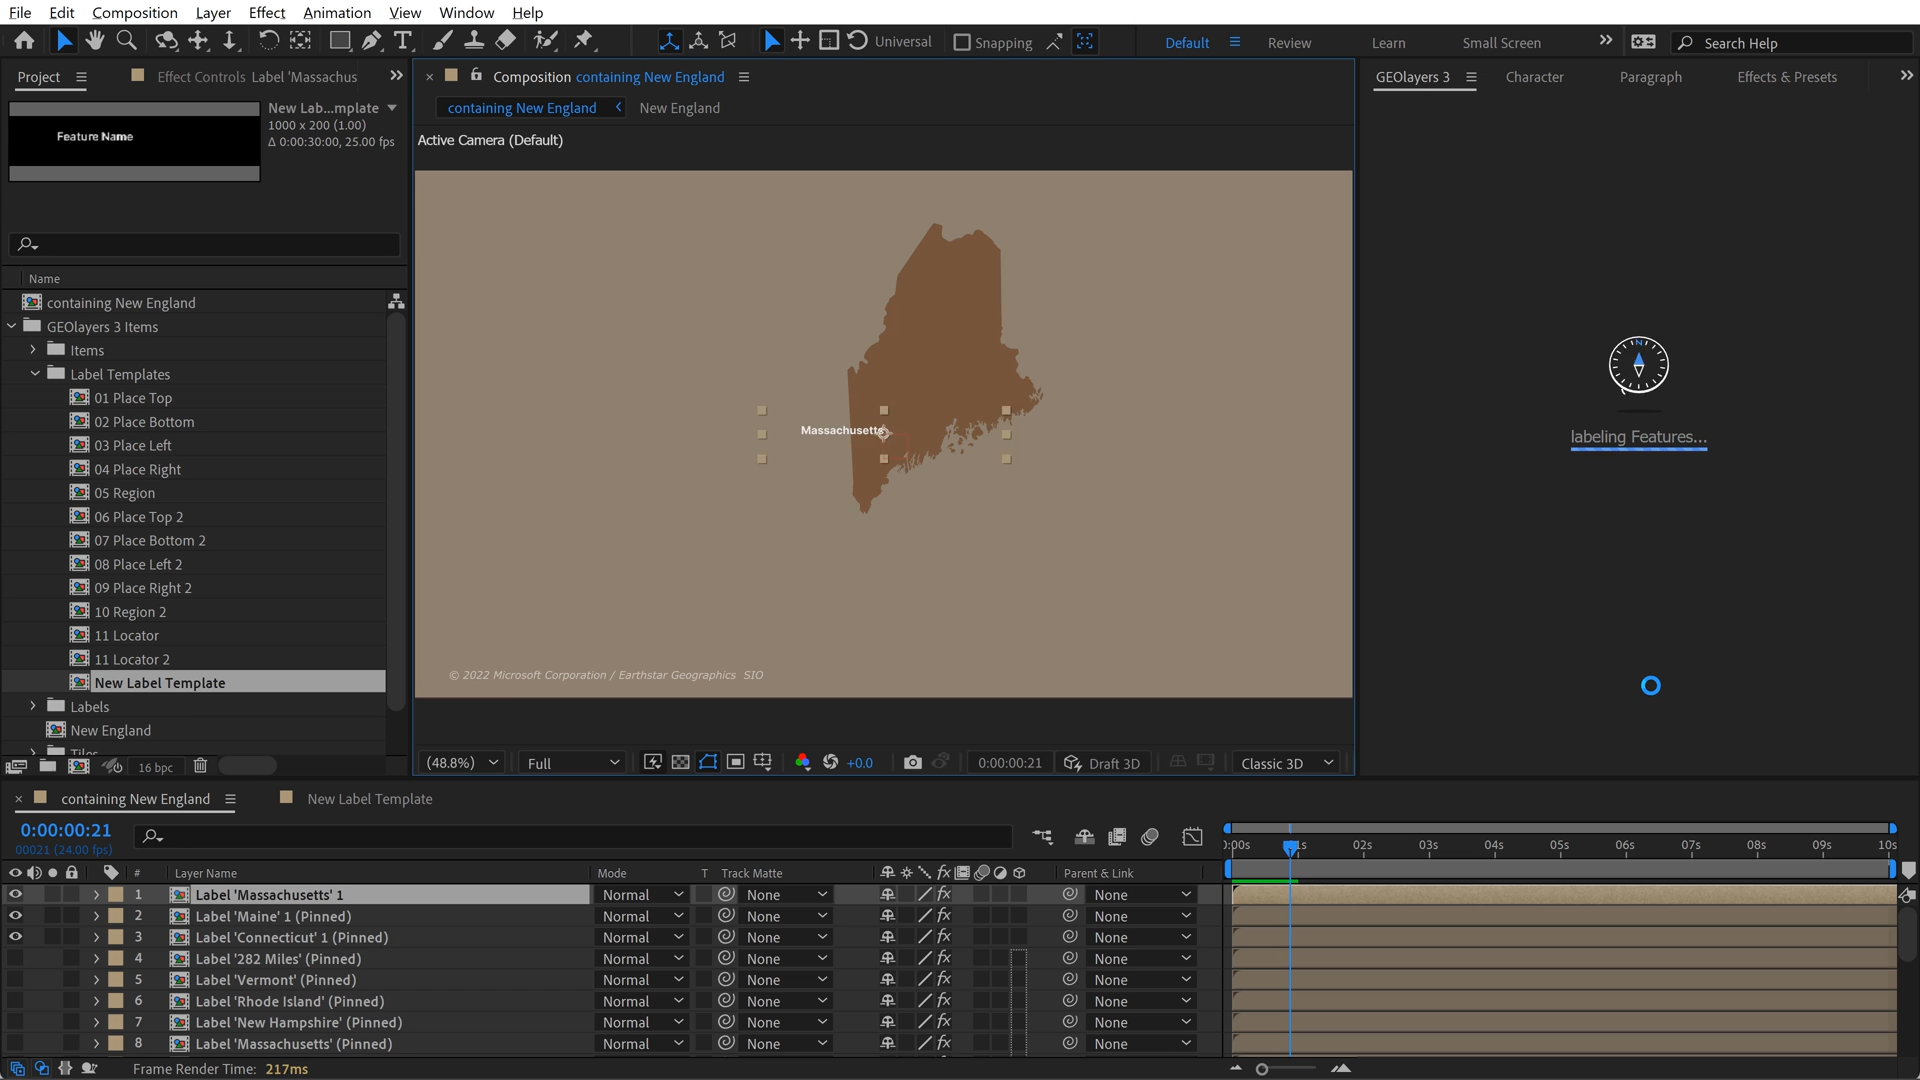 File Edit Composition Layer Effect Animation View Window Help
Universal Snapping Default Review Learn Small Screen Search Help
Project Effect Controls Label 'Massachus
Composition containing New England
GEOlayers 3 Character Paragraph Effects & Presets
New Lab...mplate
1000 x 200 (1.00)
Δ 0:00:30:00, 25.00 fps
Feature Name
containing New England New England
Active Camera (Default)
Name
containing New England
GEOlayers 3 Items
Items
Label Templates
01 Place Top
02 Place Bottom
03 Place Left
04 Place Right
05 Region
06 Place Top 2
07 Place Bottom 2
08 Place Left 2
09 Place Right 2
10 Region 2
11 Locator
11 Locator 2
New Label Template
Labels
New England
Tiles
16 bpc
Massachusetts
© 2022 Microsoft Corporation / Earthstar Geographics SIO
N
labeling Features...
(48.8%) Full +0.0 0:00:00:21 Draft 3D Classic 3D
containing New England New Label Template
0:00:00:21
00021 (24.00 fps)
):00s 1s 02s 03s 04s 05s 06s 07s 08s 09s 10s
# Layer Name Mode T Track Matte fx Parent & Link
1 Label 'Massachusetts' 1 Normal None fx None
2 Label 'Maine' 1 (Pinned) Normal None fx None
3 Label 'Connecticut' 1 (Pinned) Normal None fx None
4 Label '282 Miles' (Pinned) Normal None fx None
5 Label 'Vermont' (Pinned) Normal None fx None
6 Label 'Rhode Island' (Pinned) Normal None fx None
7 Label 'New Hampshire' (Pinned) Normal None fx None
8 Label 'Massachusetts' (Pinned) Normal None fx None
Frame Render Time: 217ms